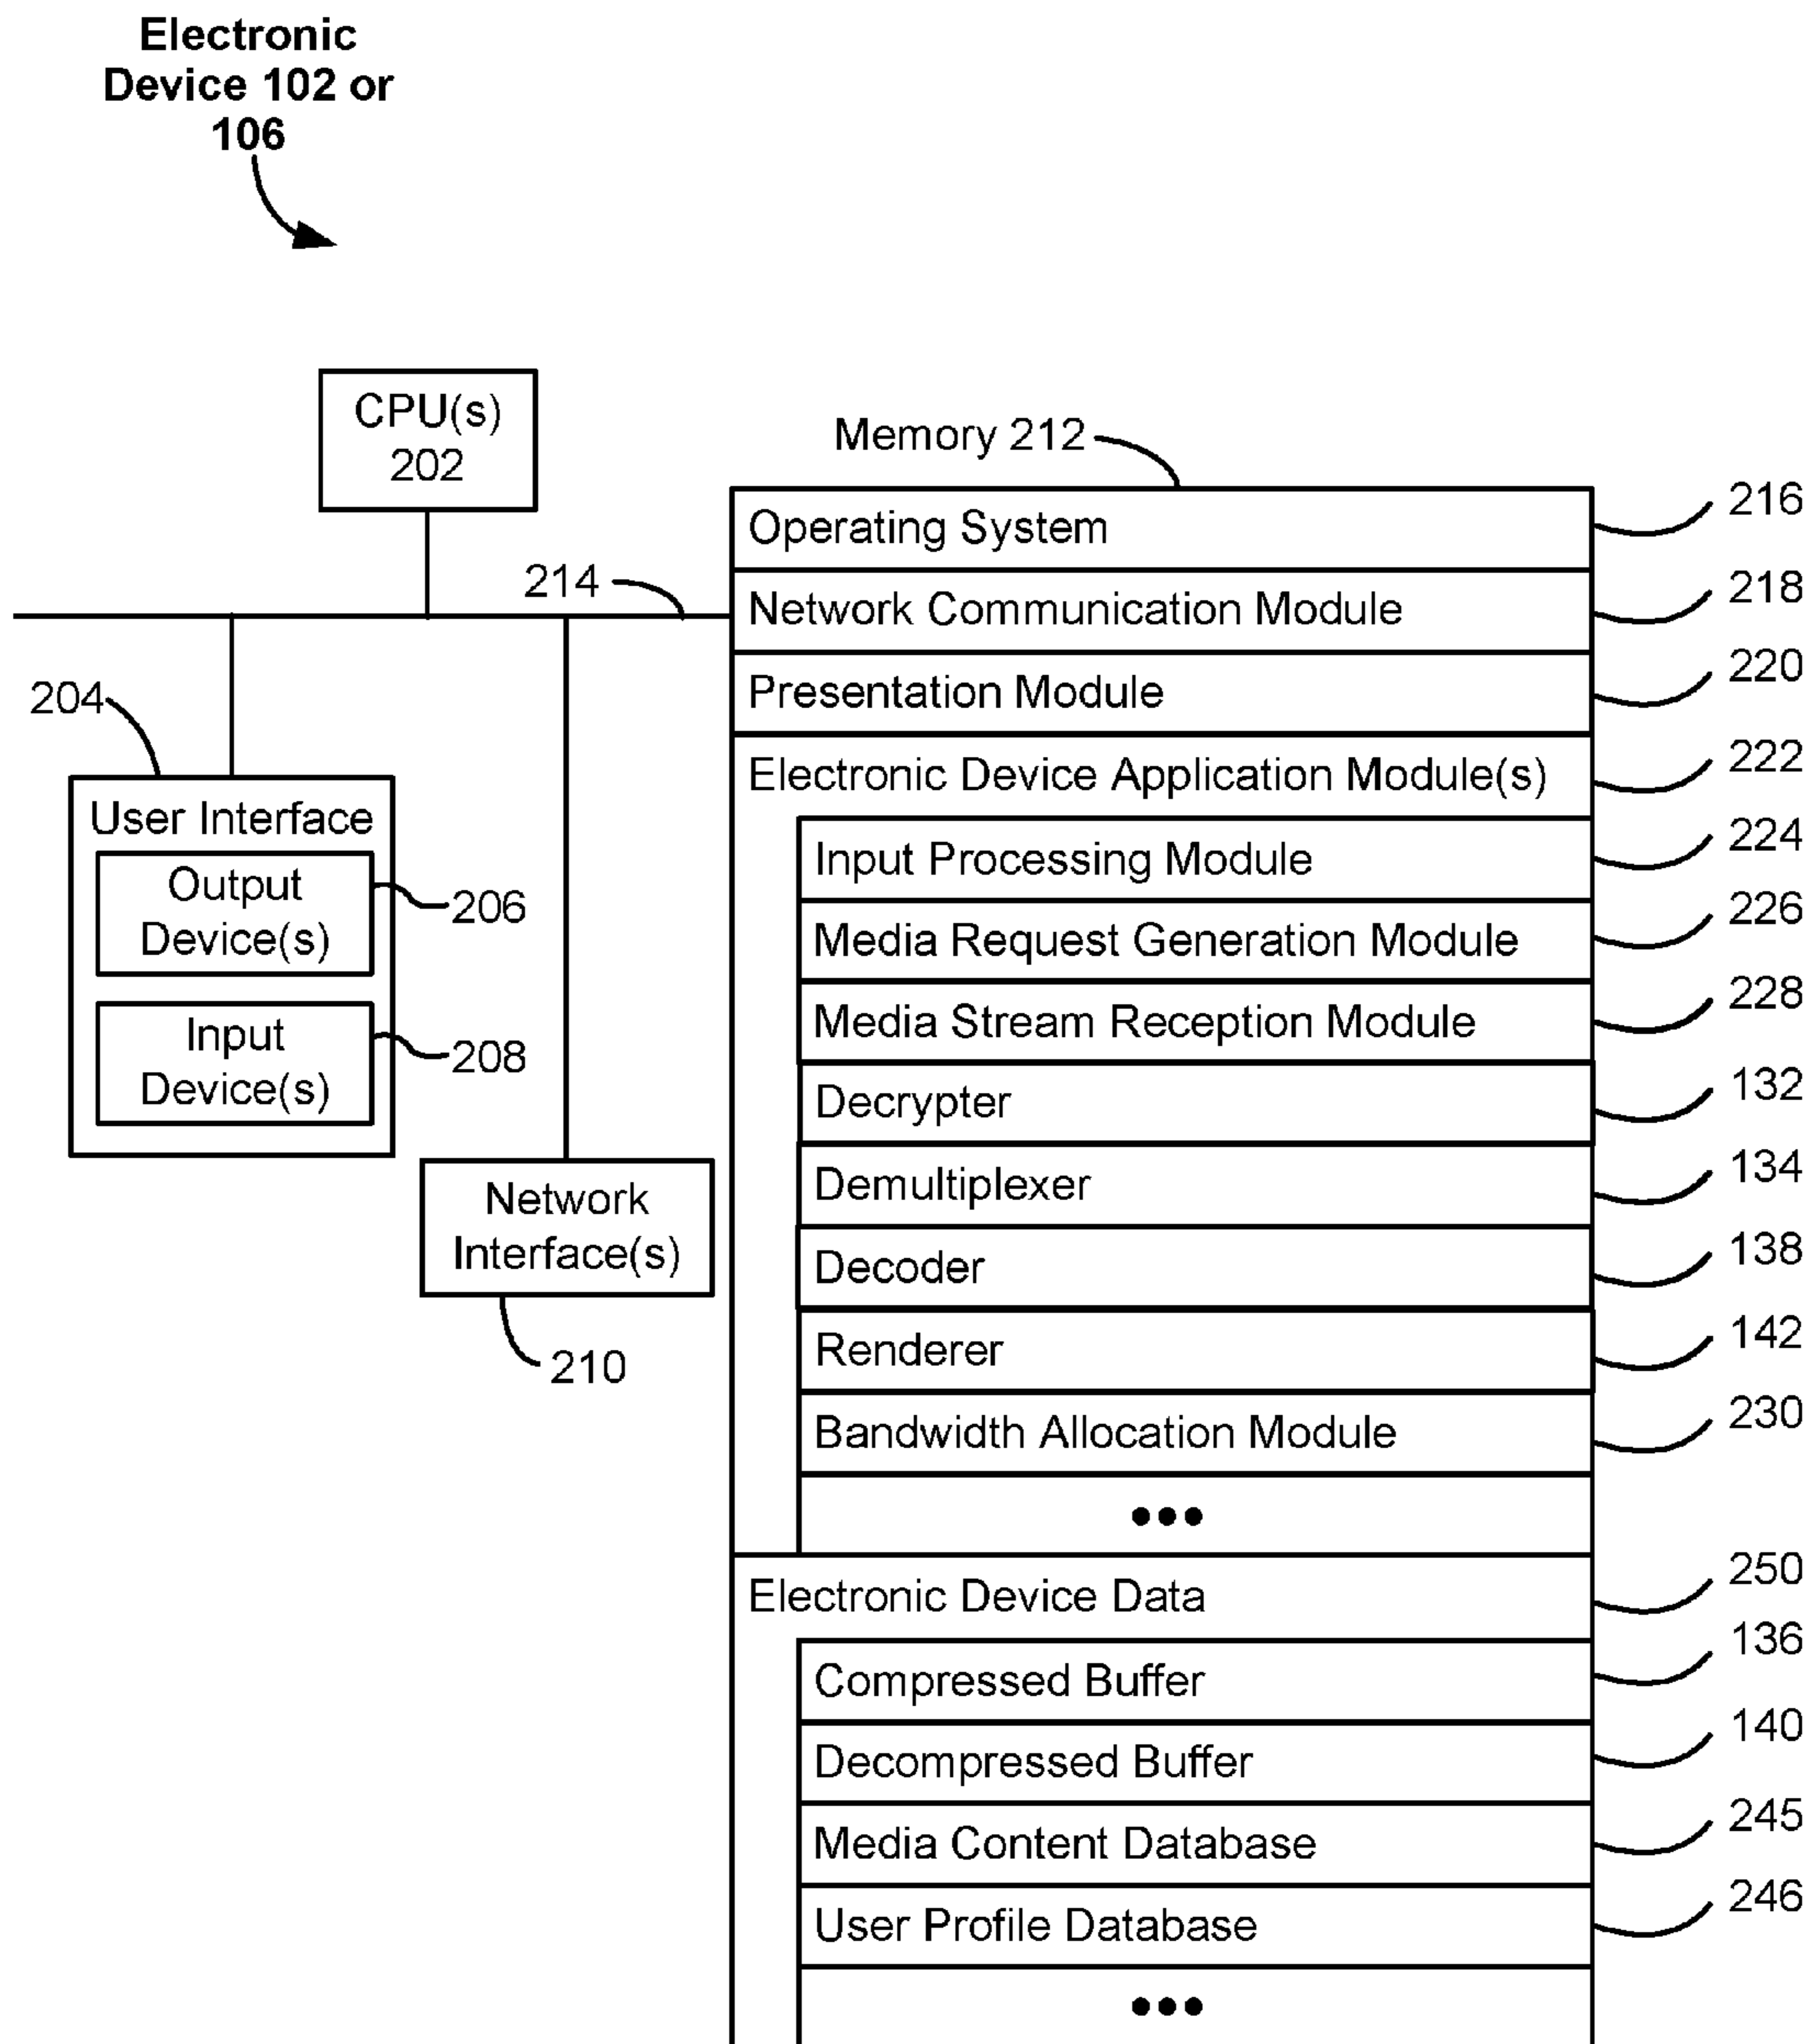 Electronic
Device 102 or
106
CPU(s)
202
Memory 212
214
204
User Interface
Output
Device(s)
206
Input
Device(s)
208
Network
Interface(s)
210
Operating System
216
Network Communication Module
218
Presentation Module
220
Electronic Device Application Module(s)
222
Input Processing Module
224
Media Request Generation Module
226
Media Stream Reception Module
228
Decrypter
132
Demultiplexer
134
Decoder
138
Renderer
142
Bandwidth Allocation Module
230
•••
Electronic Device Data
250
Compressed Buffer
136
Decompressed Buffer
140
Media Content Database
245
User Profile Database
246
•••